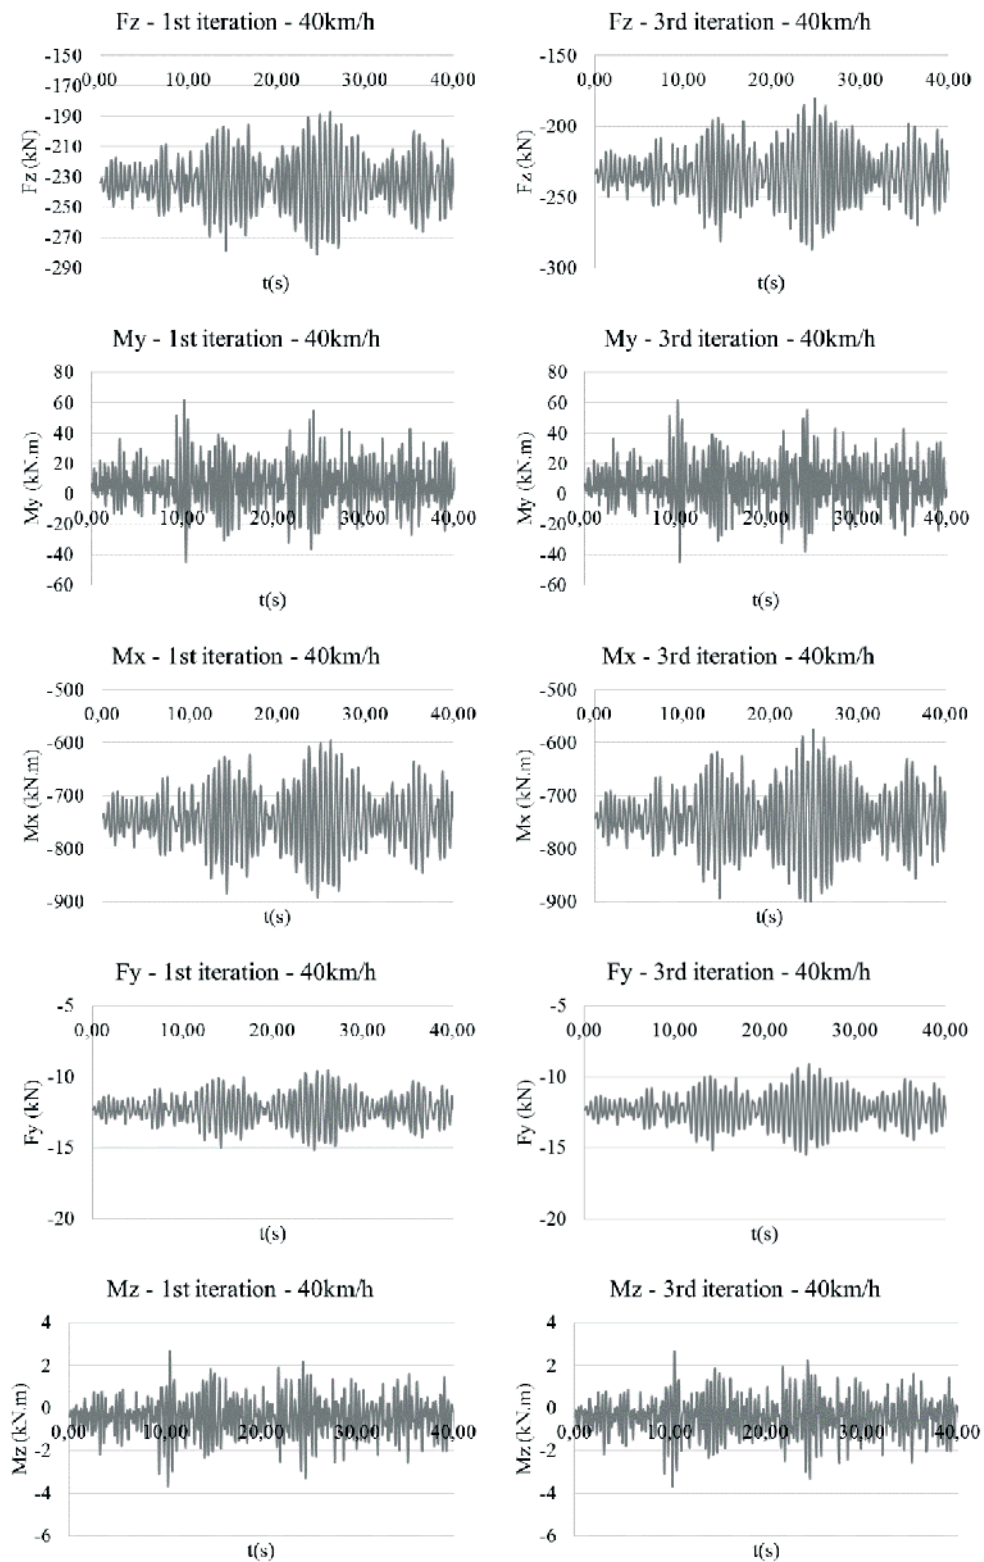 Fz - 1st iteration - 40km/h
-150
0,00 10,00 20,00 30,00 40,00
-170
-190
-210
-230
-250
-270
-290
Fz (kN)
t(s)
Fz - 3rd iteration - 40km/h
-150
0,00 10,00 20,00 30,00 40,00
-200
-250
-300
Fz (kN)
t(s)
My - 1st iteration - 40km/h
80
60
40
20
0
0,00 10,00 20,00 30,00 40,00
-20
-40
-60
My (kN.m)
t(s)
My - 3rd iteration - 40km/h
80
60
40
20
0
0,00 10,00 20,00 30,00 40,00
-20
-40
-60
My (kN.m)
t(s)
Mx - 1st iteration - 40km/h
-500
0,00 10,00 20,00 30,00 40,00
-600
-700
-800
-900
Mx (kN.m)
t(s)
Mx - 3rd iteration - 40km/h
-500
0,00 10,00 20,00 30,00 40,00
-600
-700
-800
-900
Mx (kN.m)
t(s)
Fy - 1st iteration - 40km/h
-5
0,00 10,00 20,00 30,00 40,00
-10
-15
-20
Fy (kN)
t(s)
Fy - 3rd iteration - 40km/h
-5
0,00 10,00 20,00 30,00 40,00
-10
-15
-20
Fy (kN)
t(s)
Mz - 1st iteration - 40km/h
4
2
0
0,00 10,00 20,00 30,00 40,00
-2
-4
-6
Mz (kN.m)
t(s)
Mz - 3rd iteration - 40km/h
4
2
0
0,00 10,00 20,00 30,00 40,00
-2
-4
-6
Mz (kN.m)
t(s)